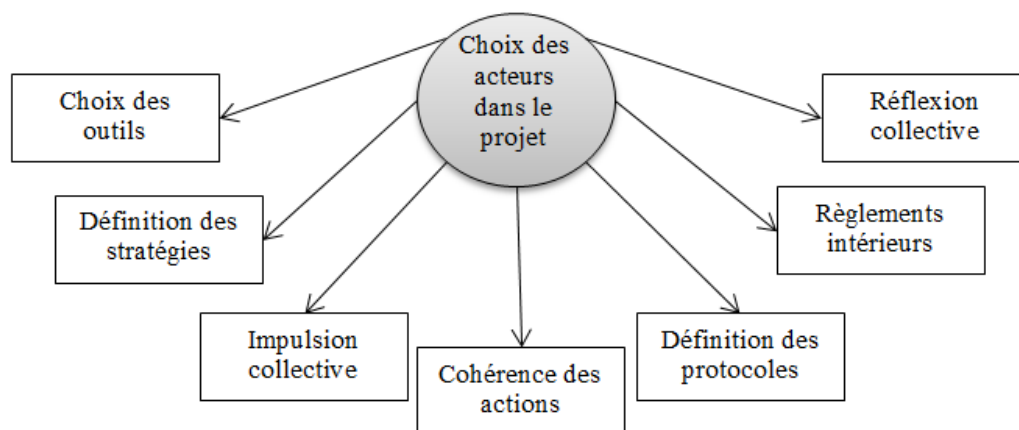 Choix des
acteurs
dans le
projet
Choix des
outils
Réflexion
collective
Définition des
stratégies
Règlements
intérieurs
Impulsion
collective
Définition des
protocoles
Cohérence des
actions